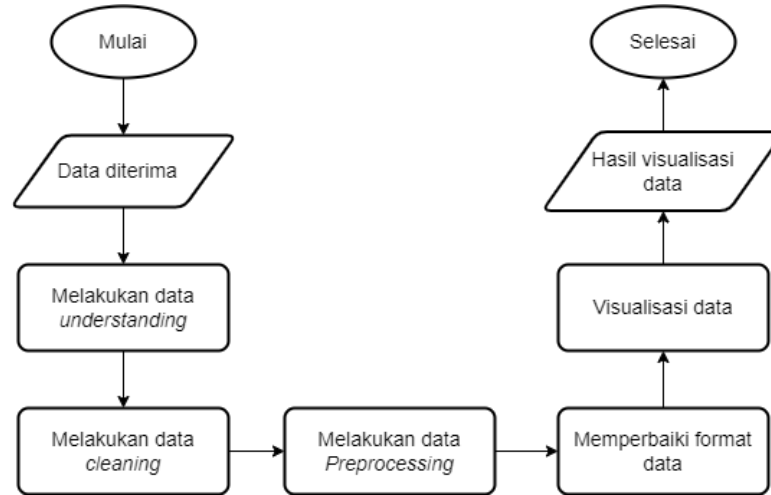 Mulai
Data diterima
Melakukan data
understanding
Melakukan data
cleaning
Melakukan data
Preprocessing
Memperbaiki format
data
Visualisasi data
Hasil visualisasi
data
Selesai